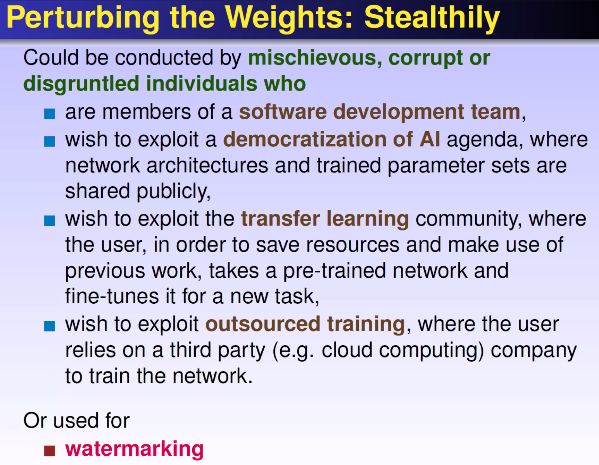 Perturbing the Weights: Stealthily
Could be conducted by mischievous, corrupt or
disgruntled individuals who
are members of a software development team,
wish to exploit a democratization of AI agenda, where
network architectures and trained parameter sets are
shared publicly,
wish to exploit the transfer learning community, where
the user, in order to save resources and make use of
previous work, takes a pre-trained network and
fine-tunes it for a new task,
wish to exploit outsourced training, where the user
relies on a third party (e.g. cloud computing) company
to train the network.
Or used for
watermarking